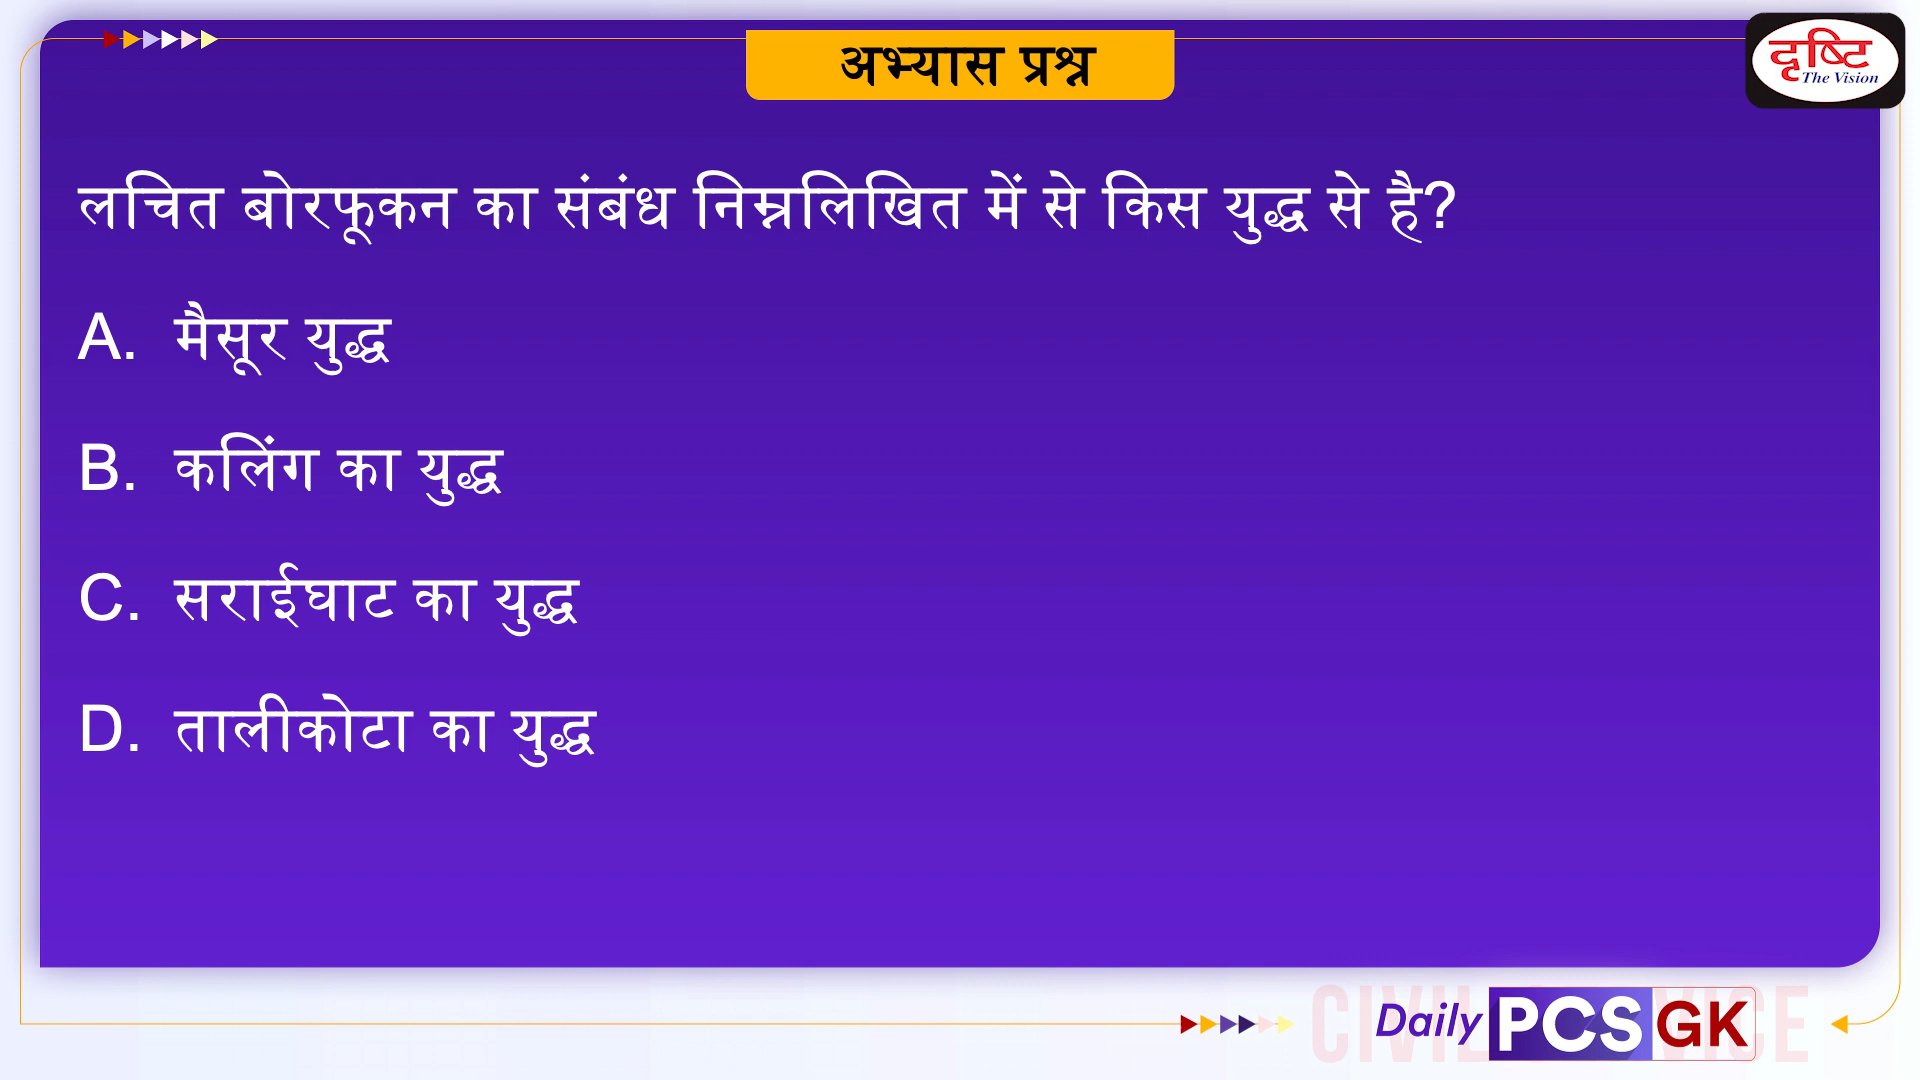 अभ्यास प्रश्न
दृष्टि
The Vision
लचित बोरफूकन का संबंध निम्नलिखित में से किस युद्ध से है?
A. मैसूर युद्ध
B. कलिंग का युद्ध
C. सराईघाट का युद्ध
D. तालीकोटा का युद्ध
Daily PCS GK